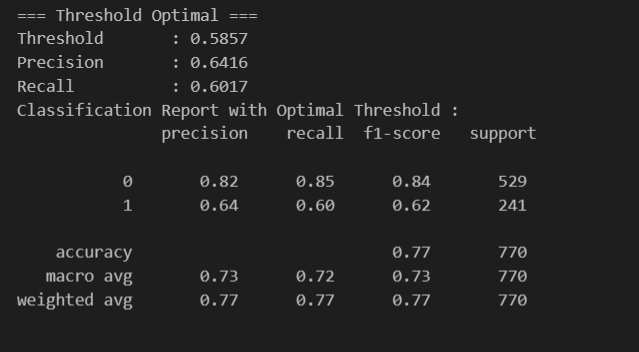 === Threshold Optimal ===
Threshold       : 0.5857
Precision       : 0.6416
Recall          : 0.6017
Classification Report with Optimal Threshold :
              precision    recall  f1-score   support

           0       0.82      0.85      0.84       529
           1       0.64      0.60      0.62       241

    accuracy                           0.77       770
   macro avg       0.73      0.72      0.73       770
weighted avg       0.77      0.77      0.77       770